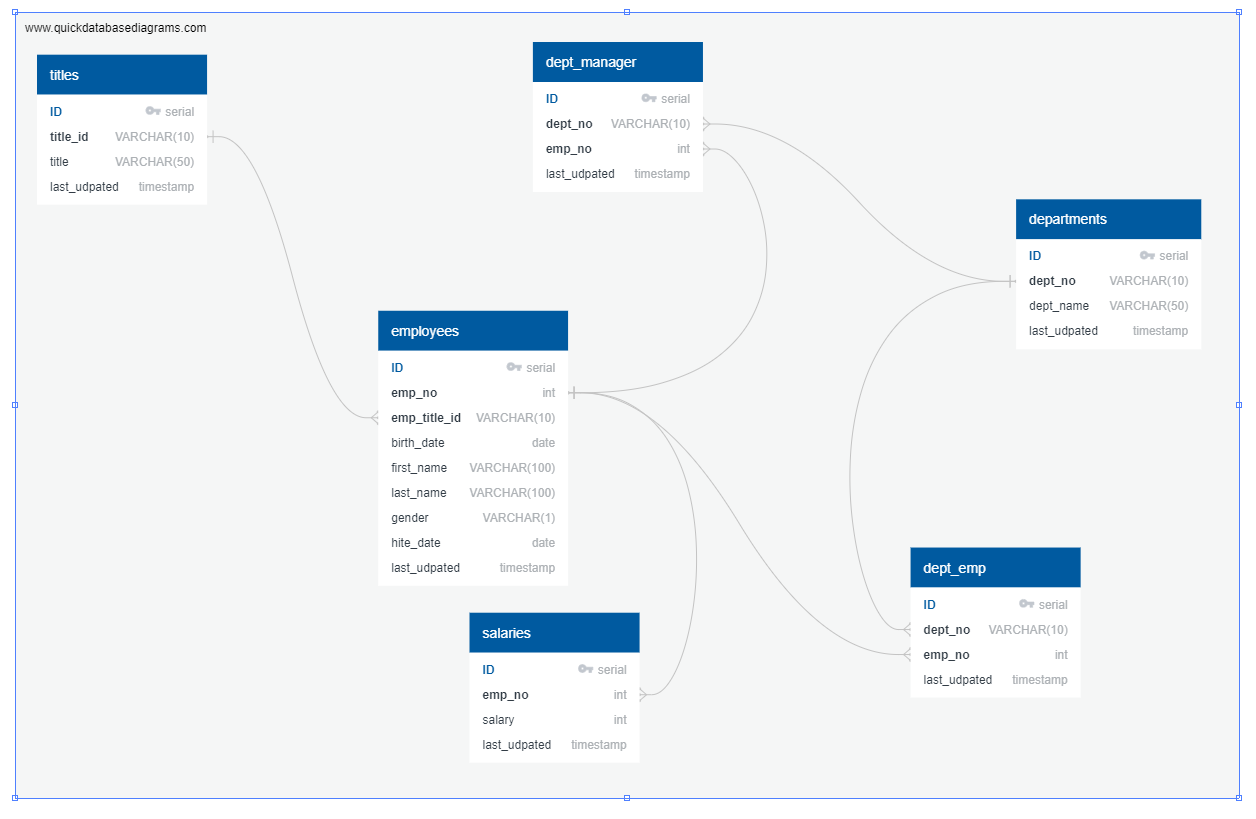 www.quickdatabasediagrams.com
titles
ID serial
title_id VARCHAR(10)
title VARCHAR(50)
last_udpated timestamp
dept_manager
ID serial
dept_no VARCHAR(10)
emp_no int
last_udpated timestamp
departments
ID serial
dept_no VARCHAR(10)
dept_name VARCHAR(50)
last_udpated timestamp
employees
ID serial
emp_no int
emp_title_id VARCHAR(10)
birth_date date
first_name VARCHAR(100)
last_name VARCHAR(100)
gender VARCHAR(1)
hite_date date
last_udpated timestamp
dept_emp
ID serial
dept_no VARCHAR(10)
emp_no int
last_udpated timestamp
salaries
ID serial
emp_no int
salary int
last_udpated timestamp